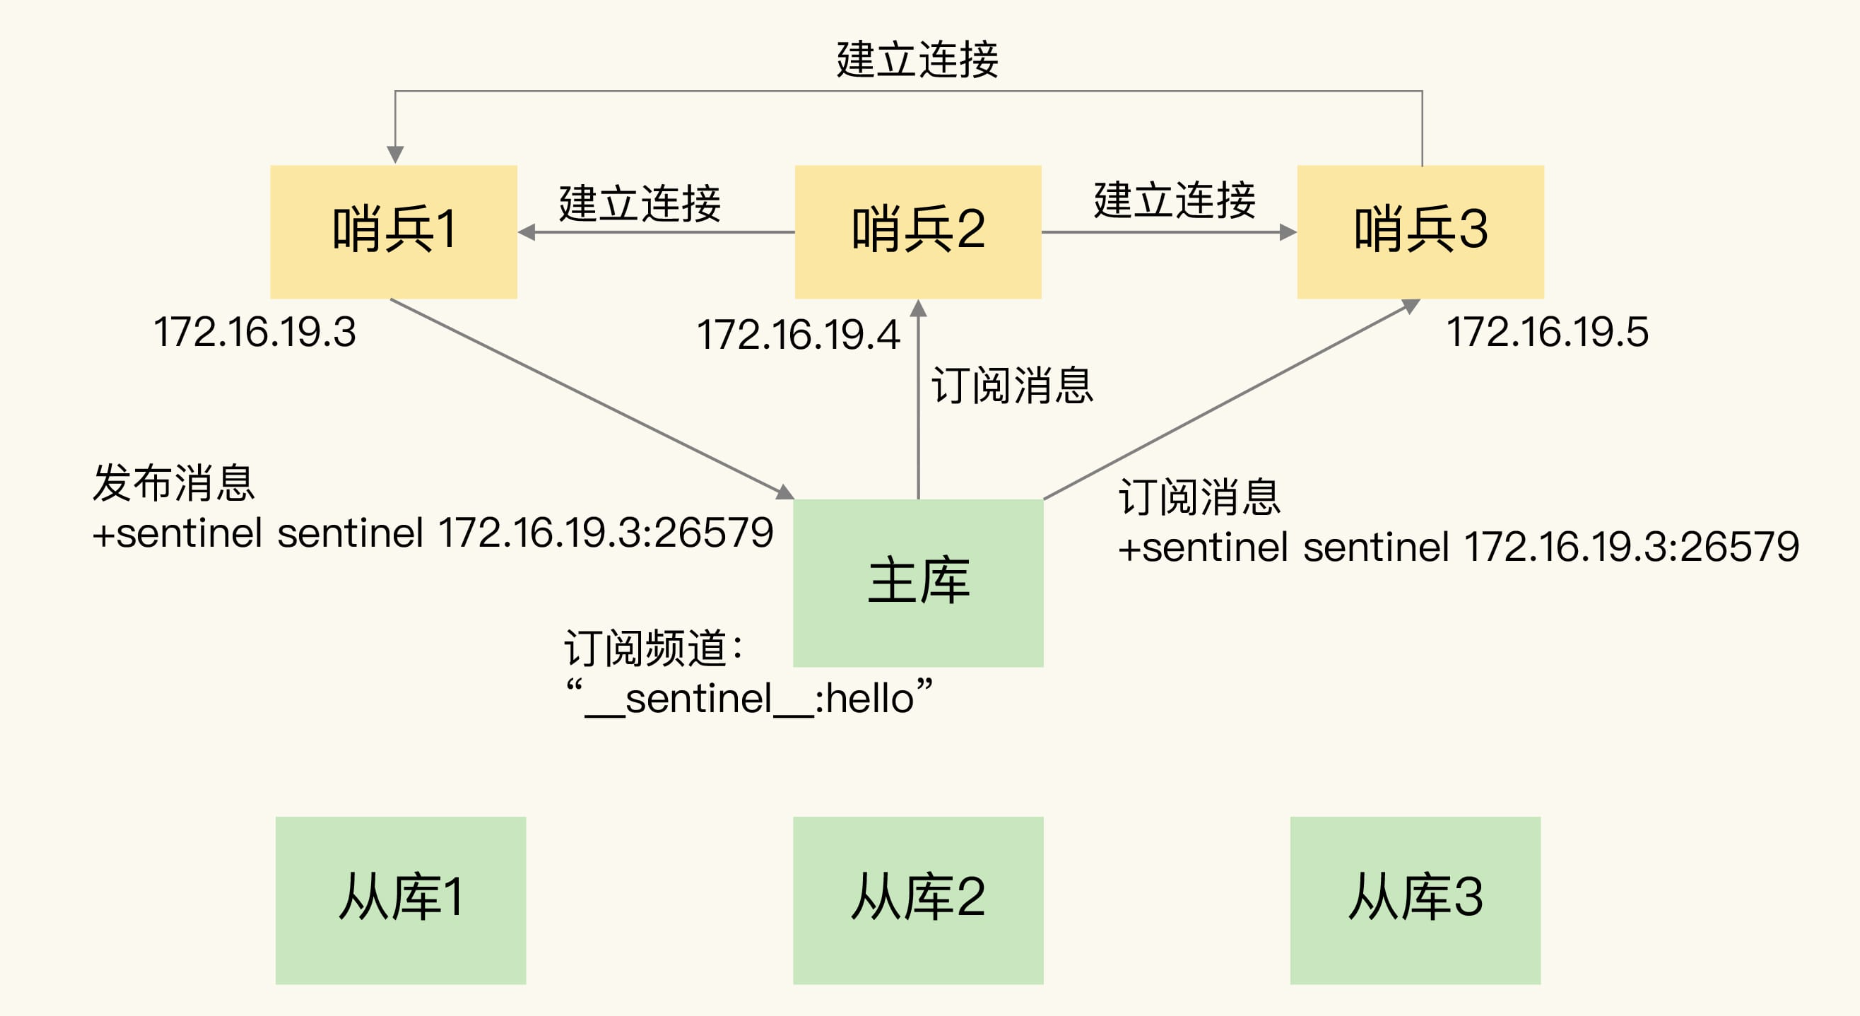 建立连接
哨兵1
建立连接
哨兵2
建立连接
哨兵3
172.16.19.3
172.16.19.4
172.16.19.5
订阅消息
发布消息
+sentinel sentinel 172.16.19.3:26579
订阅消息
+sentinel sentinel 172.16.19.3:26579
主库
订阅频道：
“__sentinel__:hello”
从库1
从库2
从库3